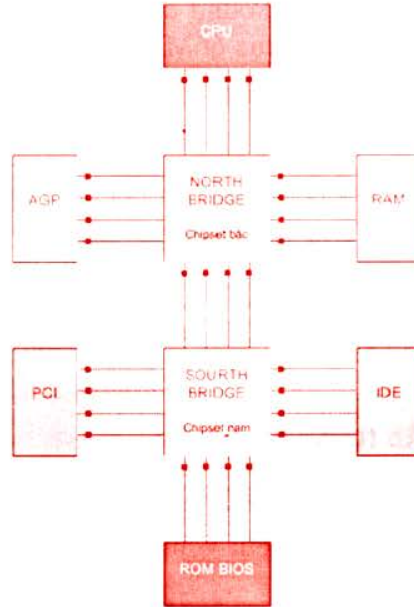 CPU
AGP
NORTH
BRIDGE
Chipset bắc
RAM
PCI
SOURTH
BRIDGE
Chipset nam
IDE
ROM BIOS